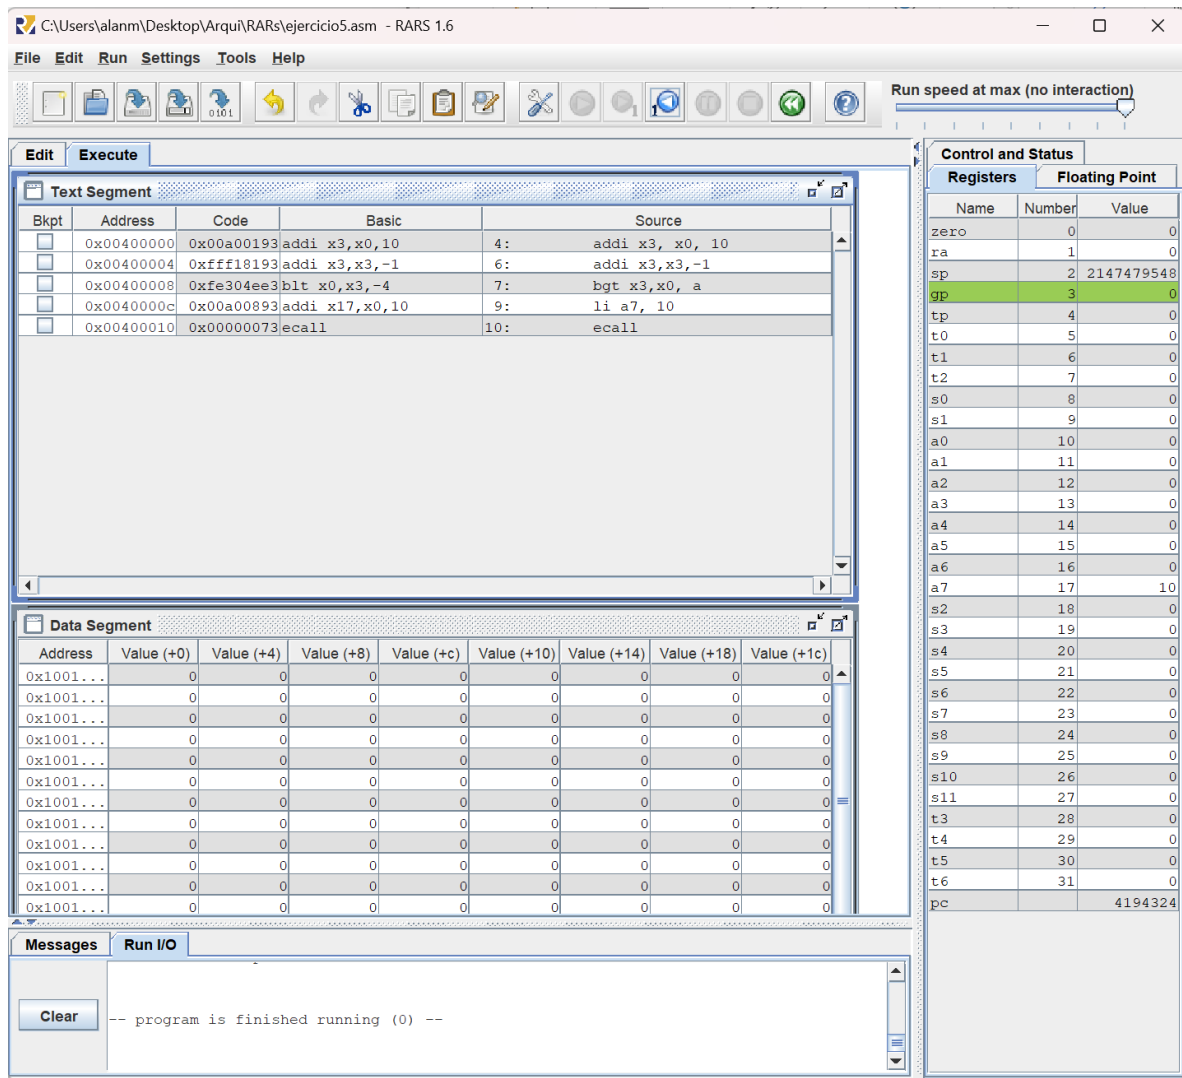 C:\Users\alanm\Desktop\Arqui\RARs\ejercicio5.asm - RARS 1.6
File Edit Run Settings Tools Help
Run speed at max (no interaction)
Edit Execute
Text Segment
Bkpt Address Code Basic Source
0x00400000 0x00a00193 addi x3,x0,10 4: addi x3, x0, 10
0x00400004 0xfff18193 addi x3,x3,-1 6: addi x3,x3,-1
0x00400008 0xfe304ee3 blt x0,x3,-4 7: bgt x3,x0, a
0x0040000c 0x00a00893 addi x17,x0,10 9: li a7, 10
0x00400010 0x00000073 ecall 10: ecall
Data Segment
Address Value (+0) Value (+4) Value (+8) Value (+c) Value (+10) Value (+14) Value (+18) Value (+1c)
0x1001... 0 0 0 0 0 0 0 0
0x1001... 0 0 0 0 0 0 0 0
0x1001... 0 0 0 0 0 0 0 0
0x1001... 0 0 0 0 0 0 0 0
0x1001... 0 0 0 0 0 0 0 0
0x1001... 0 0 0 0 0 0 0 0
0x1001... 0 0 0 0 0 0 0 0
0x1001... 0 0 0 0 0 0 0 0
0x1001... 0 0 0 0 0 0 0 0
0x1001... 0 0 0 0 0 0 0 0
0x1001... 0 0 0 0 0 0 0 0
0x1001... 0 0 0 0 0 0 0 0
Messages Run I/O
Clear
-- program is finished running (0) --
Control and Status
Registers Floating Point
Name Number Value
zero 0 0
ra 1 0
sp 2 2147479548
gp 3 0
tp 4 0
t0 5 0
t1 6 0
t2 7 0
s0 8 0
s1 9 0
a0 10 0
a1 11 0
a2 12 0
a3 13 0
a4 14 0
a5 15 0
a6 16 0
a7 17 10
s2 18 0
s3 19 0
s4 20 0
s5 21 0
s6 22 0
s7 23 0
s8 24 0
s9 25 0
s10 26 0
s11 27 0
t3 28 0
t4 29 0
t5 30 0
t6 31 0
pc 4194324